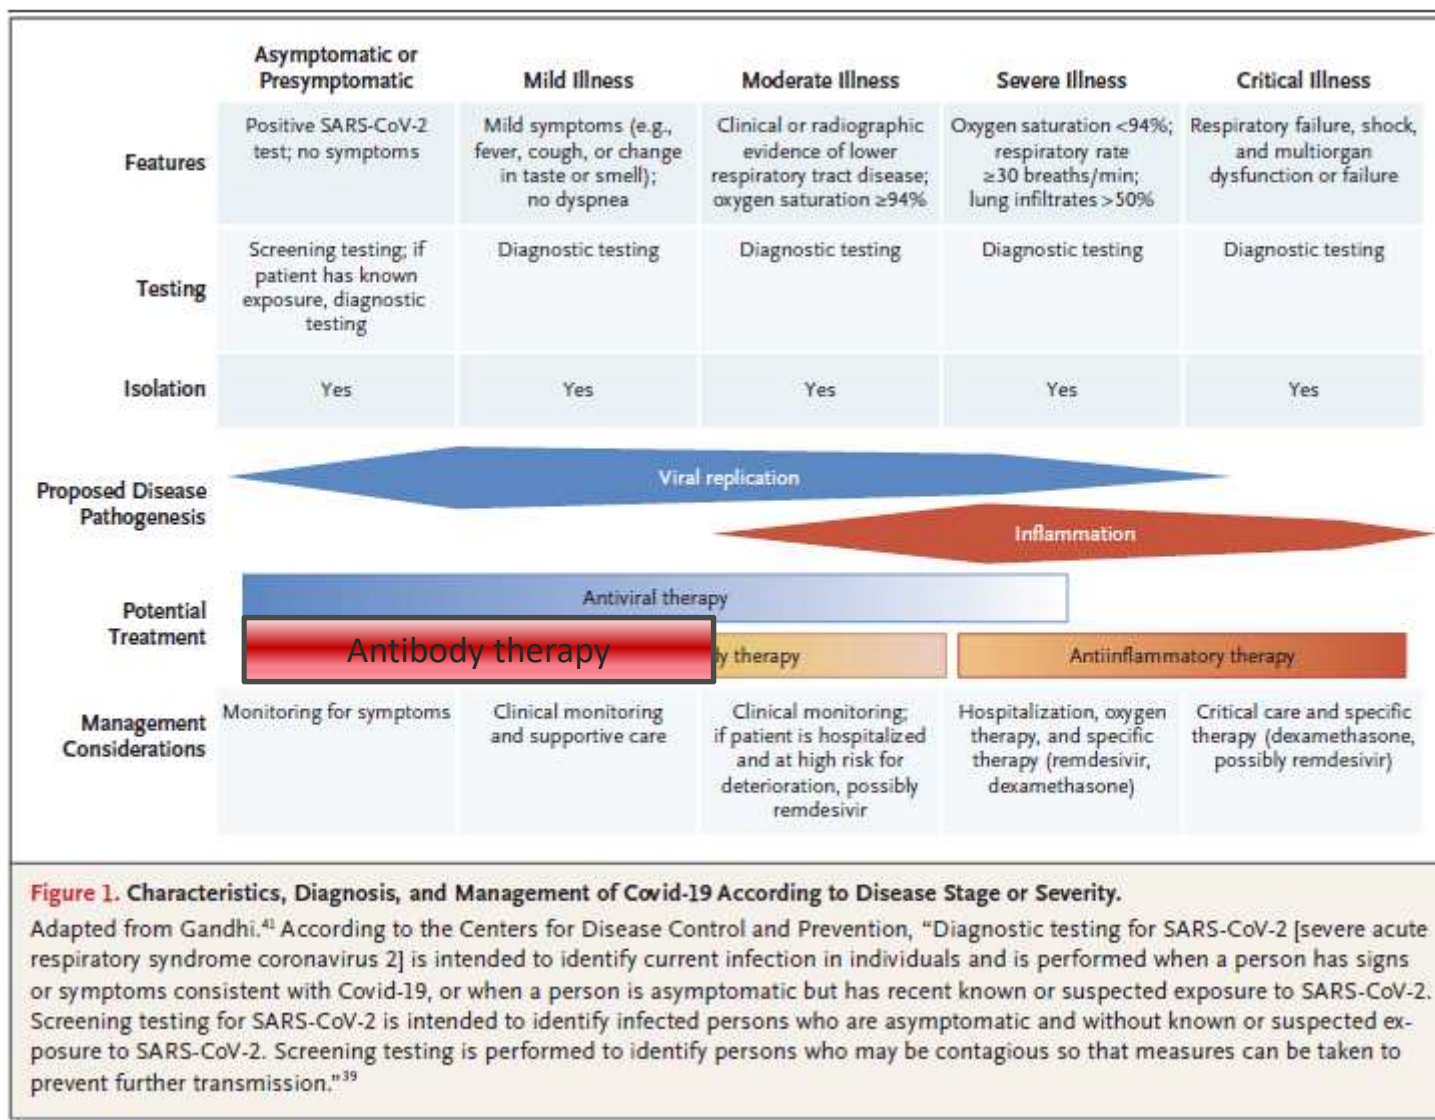 Asymptomatic or
Presymptomatic
Mild Illness
Moderate Illness
Severe Illness
Critical Illness
Features
Positive SARS-CoV-2
test; no symptoms
Mild symptoms (e.g.,
fever, cough, or change
in taste or smell);
no dyspnea
Clinical or radiographic
evidence of lower
respiratory tract disease;
oxygen saturation ≥94%
Oxygen saturation <94%;
respiratory rate
≥30 breaths/min;
lung infiltrates >50%
Respiratory failure, shock,
and multiorgan
dysfunction or failure
Testing
Screening testing; if
patient has known
exposure, diagnostic
testing
Diagnostic testing
Diagnostic testing
Diagnostic testing
Diagnostic testing
Isolation
Yes
Yes
Yes
Yes
Yes
Proposed Disease
Pathogenesis
Viral replication
Inflammation
Potential
Treatment
Antiviral therapy
Antibody therapy
y therapy
Antiinflammatory therapy
Management
Considerations
Monitoring for symptoms
Clinical monitoring
and supportive care
Clinical monitoring;
if patient is hospitalized
and at high risk for
deterioration, possibly
remdesivir
Hospitalization, oxygen
therapy, and specific
therapy (remdesivir,
dexamethasone)
Critical care and specific
therapy (dexamethasone,
possibly remdesivir)
Figure 1. Characteristics, Diagnosis, and Management of Covid-19 According to Disease Stage or Severity.
Adapted from Gandhi.41 According to the Centers for Disease Control and Prevention, “Diagnostic testing for SARS-CoV-2 [severe acute
respiratory syndrome coronavirus 2] is intended to identify current infection in individuals and is performed when a person has signs
or symptoms consistent with Covid-19, or when a person is asymptomatic but has recent known or suspected exposure to SARS-CoV-2.
Screening testing for SARS-CoV-2 is intended to identify infected persons who are asymptomatic and without known or suspected ex-
posure to SARS-CoV-2. Screening testing is performed to identify persons who may be contagious so that measures can be taken to
prevent further transmission.”39